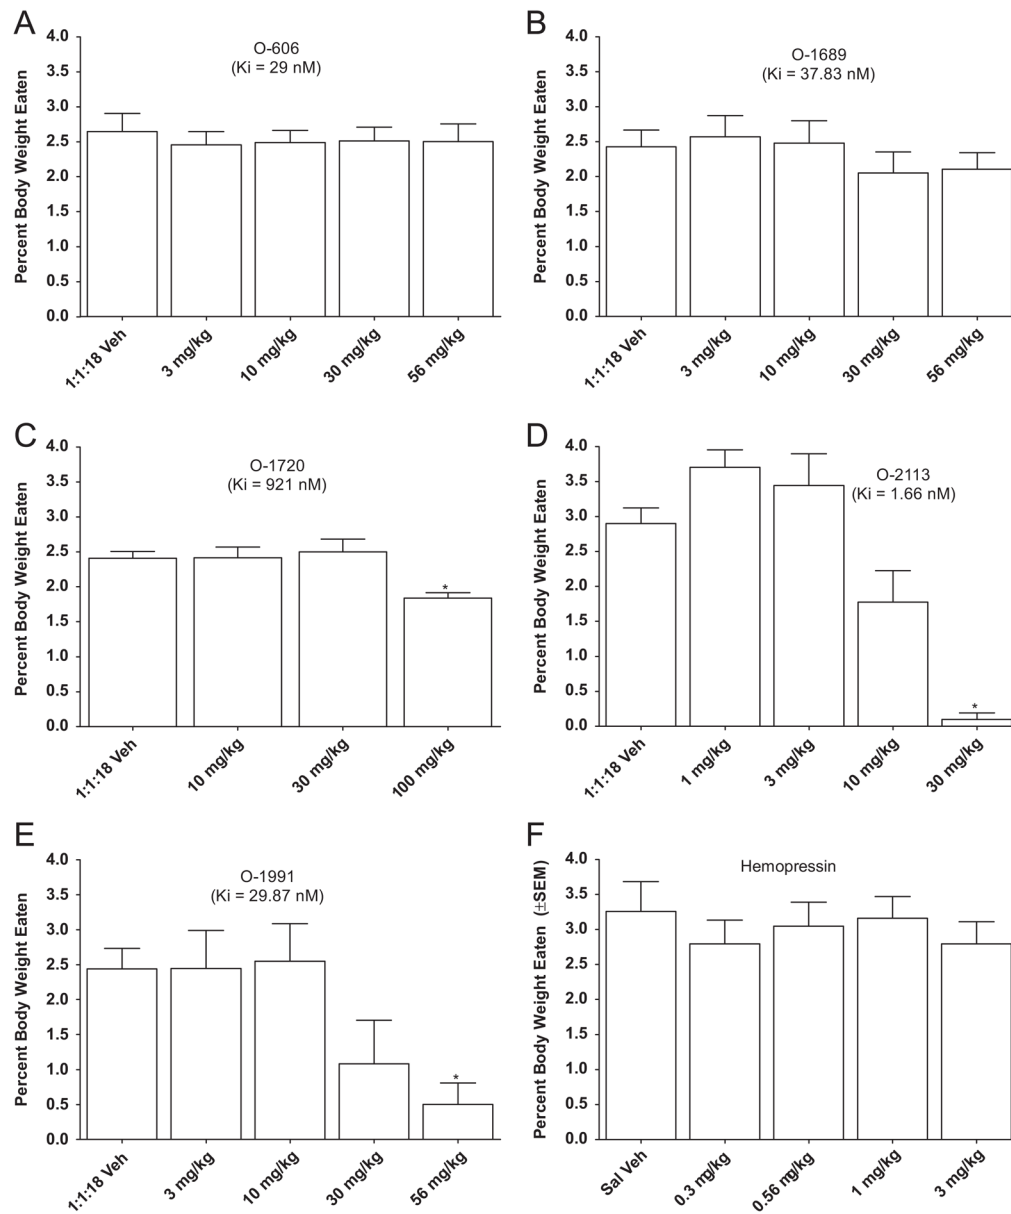 A
O-606
(Ki = 29 nM)
Percent Body Weight Eaten
4.0
3.5
3.0
2.5
2.0
1.5
1.0
0.5
0.0
1:1:18 Veh
3 mg/kg
10 mg/kg
30 mg/kg
56 mg/kg
B
O-1689
(Ki = 37.83 nM)
Percent Body Weight Eaten
4.0
3.5
3.0
2.5
2.0
1.5
1.0
0.5
0.0
1:1:18 Veh
3 mg/kg
10 mg/kg
30 mg/kg
56 mg/kg
C
O-1720
(Ki = 921 nM)
Percent Body Weight Eaten
4.0
3.5
3.0
2.5
2.0
1.5
1.0
0.5
0.0
*
1:1:18 Veh
10 mg/kg
30 mg/kg
100 mg/kg
D
O-2113
(Ki = 1.66 nM)
Percent Body Weight Eaten
4.0
3.5
3.0
2.5
2.0
1.5
1.0
0.5
0.0
*
1:1:18 Veh
1 mg/kg
3 mg/kg
10 mg/kg
30 mg/kg
E
O-1991
(Ki = 29.87 nM)
Percent Body Weight Eaten
4.0
3.5
3.0
2.5
2.0
1.5
1.0
0.5
0.0
*
1:1:18 Veh
3 mg/kg
10 mg/kg
30 mg/kg
56 mg/kg
F
Hemopressin
Percent Body Weight Eaten (±SEM)
4.0
3.5
3.0
2.5
2.0
1.5
1.0
0.5
0.0
Sal Veh
0.3 mg/kg
0.56 mg/kg
1 mg/kg
3 mg/kg